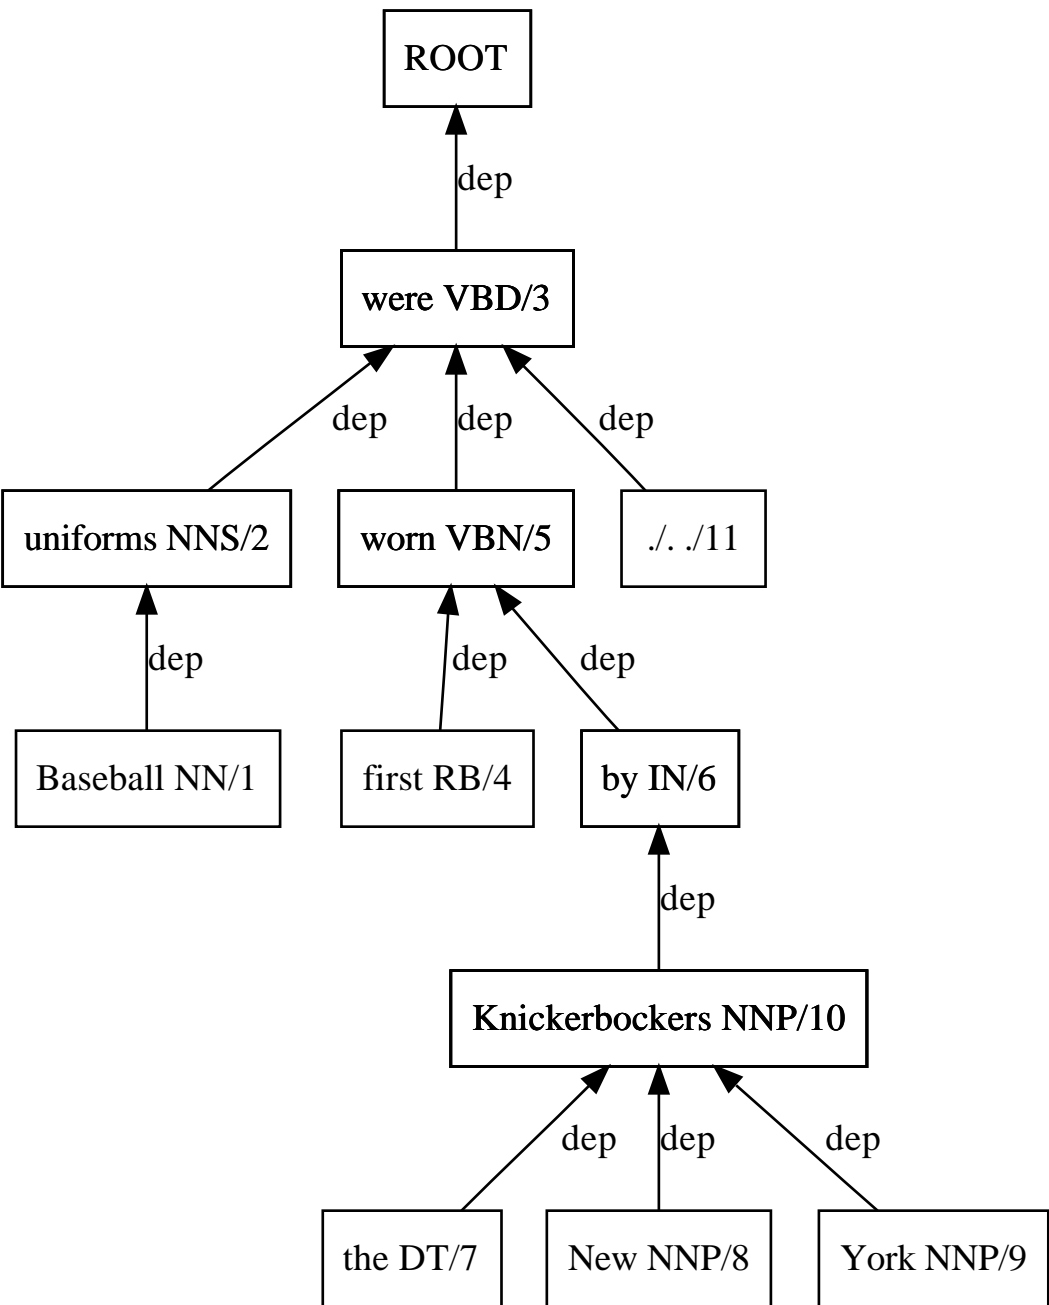 ROOT
dep
were VBD/3
dep dep dep
uniforms NNS/2 worn VBN/5 ./. ./11
dep dep dep
Baseball NN/1 first RB/4 by IN/6
dep
Knickerbockers NNP/10
dep dep dep
the DT/7 New NNP/8 York NNP/9